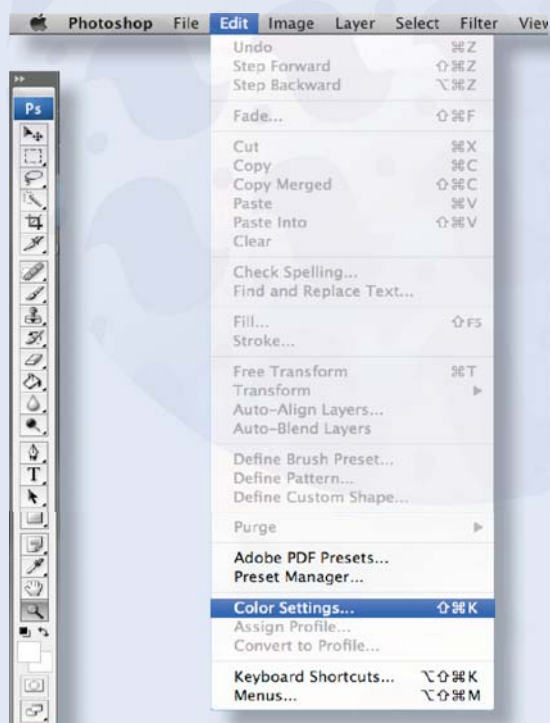 Photoshop File Edit Image Layer Select Filter View
Ps
T
Undo ⌘Z
Step Forward ⇧⌘Z
Step Backward ⌥⌘Z
Fade... ⇧⌘F
Cut ⌘X
Copy ⌘C
Copy Merged ⇧⌘C
Paste ⌘V
Paste Into ⇧⌘V
Clear
Check Spelling...
Find and Replace Text...
Fill... ⇧F5
Stroke...
Free Transform ⌘T
Transform
Auto-Align Layers...
Auto-Blend Layers
Define Brush Preset...
Define Pattern...
Define Custom Shape...
Purge
Adobe PDF Presets...
Preset Manager...
Color Settings... ⇧⌘K
Assign Profile...
Convert to Profile...
Keyboard Shortcuts... ⌥⇧⌘K
Menus... ⌥⇧⌘M